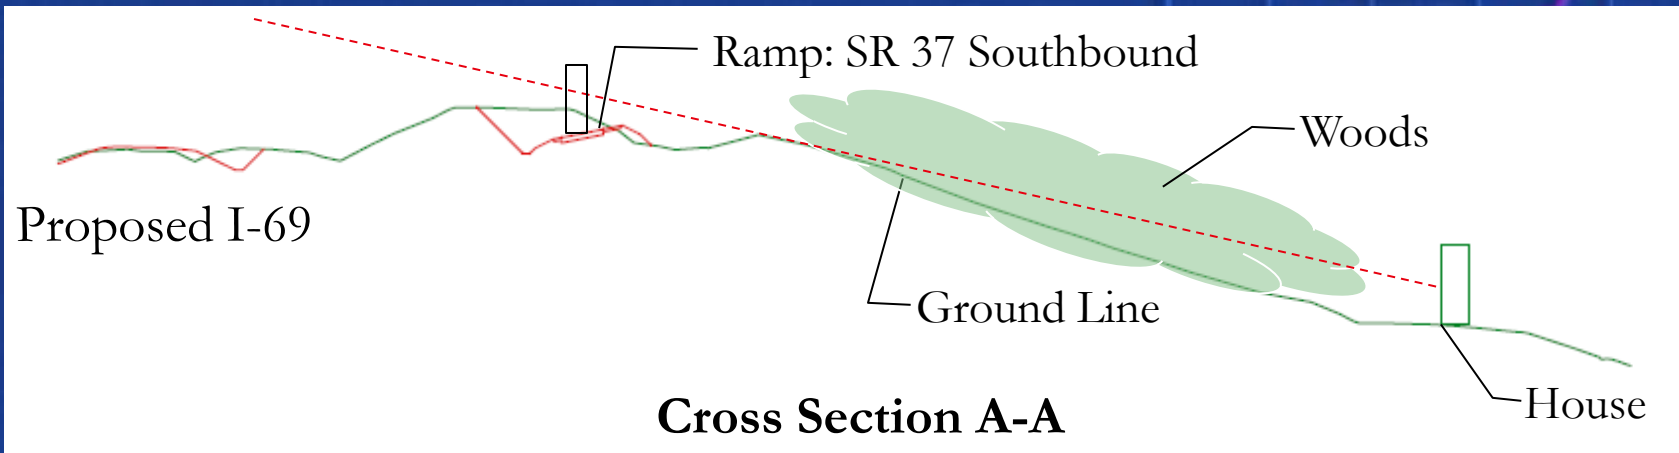 Ramp: SR 37 Southbound
Woods
Proposed I-69
Ground Line
House
Cross Section A-A